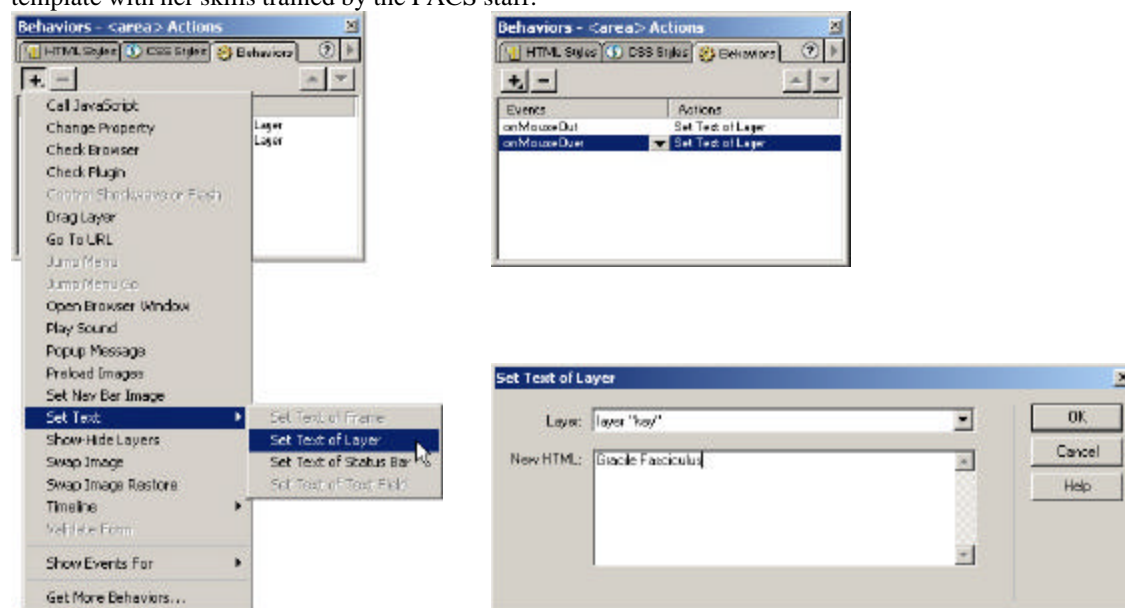 template with her skills trained by the PACS staff.
Behaviors - <area> Actions
HTML Styles CSS Styles Behaviors ?
+ -
Call JavaScript
Change Property
Layer
Check Browser
Layer
Check Plugin
Control Shockwave or Flash
Drag Layer
Go To URL
Jump Menu
Jump Menu Go
Open Browser Window
Play Sound
Popup Message
Preload Images
Set Nav Bar Image
Set Text
Show-Hide Layers
Swap Image
Swap Image Restore
Timeline
Validate Form
Show Events For
Get More Behaviors...
Set Text of Frame
Set Text of Layer
Set Text of Status Bar
Set Text of Text Field
Behaviors - <area> Actions
HTML Styles CSS Styles Behaviors ?
+ -
Events Actions
onMouseOut Set Text of Layer
onMouseOver Set Text of Layer
Set Text of Layer
Layer: layer "key" OK
New HTML: Gracile Fasciculus Cancel
Help